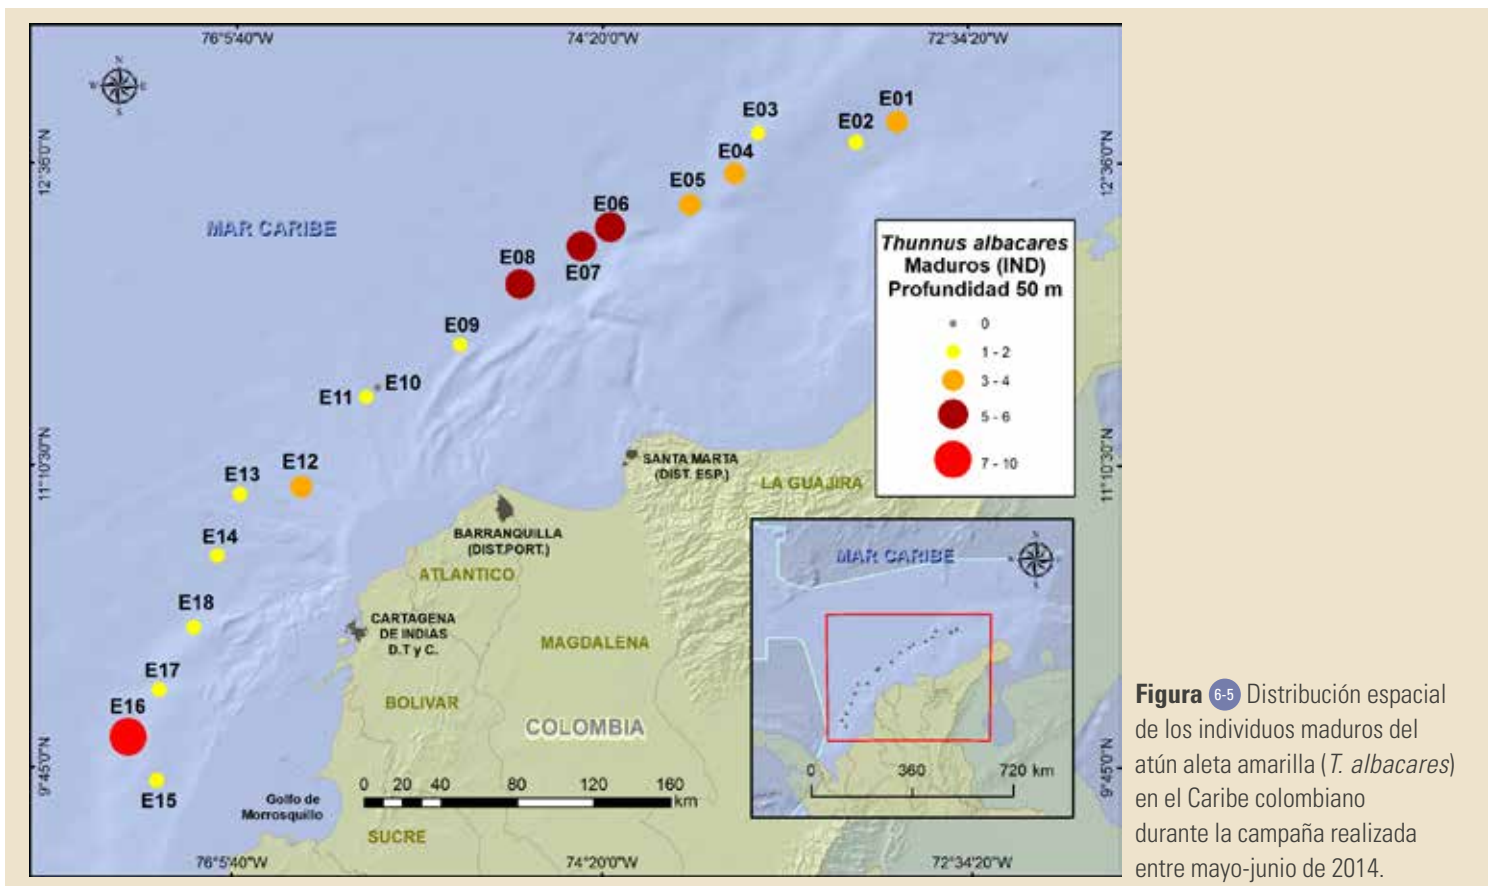 76°5'40"W
74°20'0"W
72°34'20"W
N
W
E
S
12°36'0"N
12°36'0"N
MAR CARIBE
E01
E02
E03
E04
E05
E06
E07
E08
E09
E10
E11
E12
E13
E14
E18
E17
E16
E15
Thunnus albacares
Maduros (IND)
Profundidad 50 m
0
1 - 2
3 - 4
5 - 6
7 - 10
11°10'30"N
11°10'30"N
SANTA MARTA
(DIST. ESP.)
LA GUAJIRA
BARRANQUILLA
(DIST.PORT.)
ATLANTICO
CARTAGENA
DE INDIAS
D.T y C.
MAGDALENA
BOLIVAR
COLOMBIA
MAR CARIBE
0
360
720 km
9°45'0"N
9°45'0"N
0 20 40 80 120 160
km
Golfo de
Morrosquillo
SUCRE
76°5'40"W
74°20'0"W
72°34'20"W
Figura 6-5 Distribución espacial
de los individuos maduros del
atún aleta amarilla (T. albacares)
en el Caribe colombiano
durante la campaña realizada
entre mayo-junio de 2014.